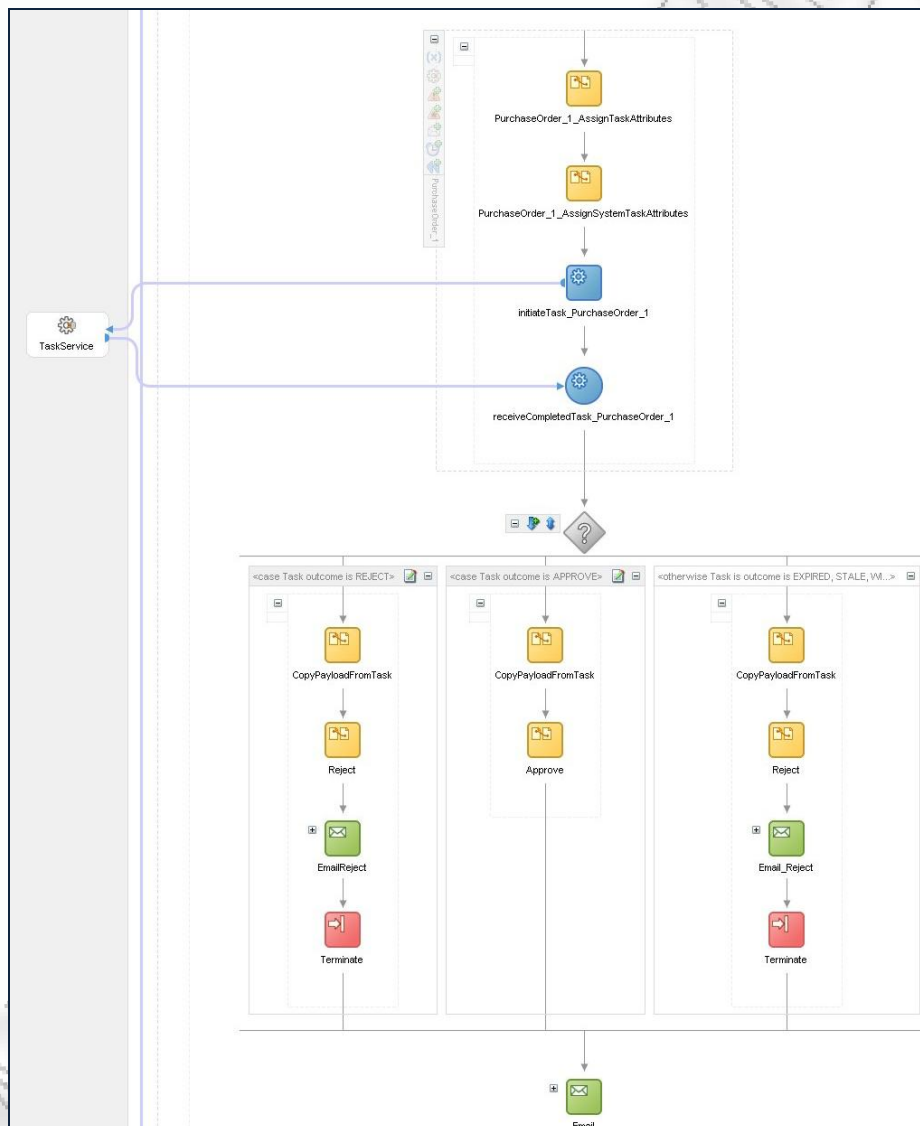 PurchaseOrder_1
PurchaseOrder_1_AssignTaskAttributes
PurchaseOrder_1_AssignSystemTaskAttributes
initiateTask_PurchaseOrder_1
TaskService
receiveCompletedTask_PurchaseOrder_1
<case Task outcome is REJECT>
<case Task outcome is APPROVE>
<otherwise Task is outcome is EXPIRED, STALE, WI...>
CopyPayloadFromTask
CopyPayloadFromTask
CopyPayloadFromTask
Reject
Approve
Reject
EmailReject
Email_Reject
Terminate
Terminate
Email